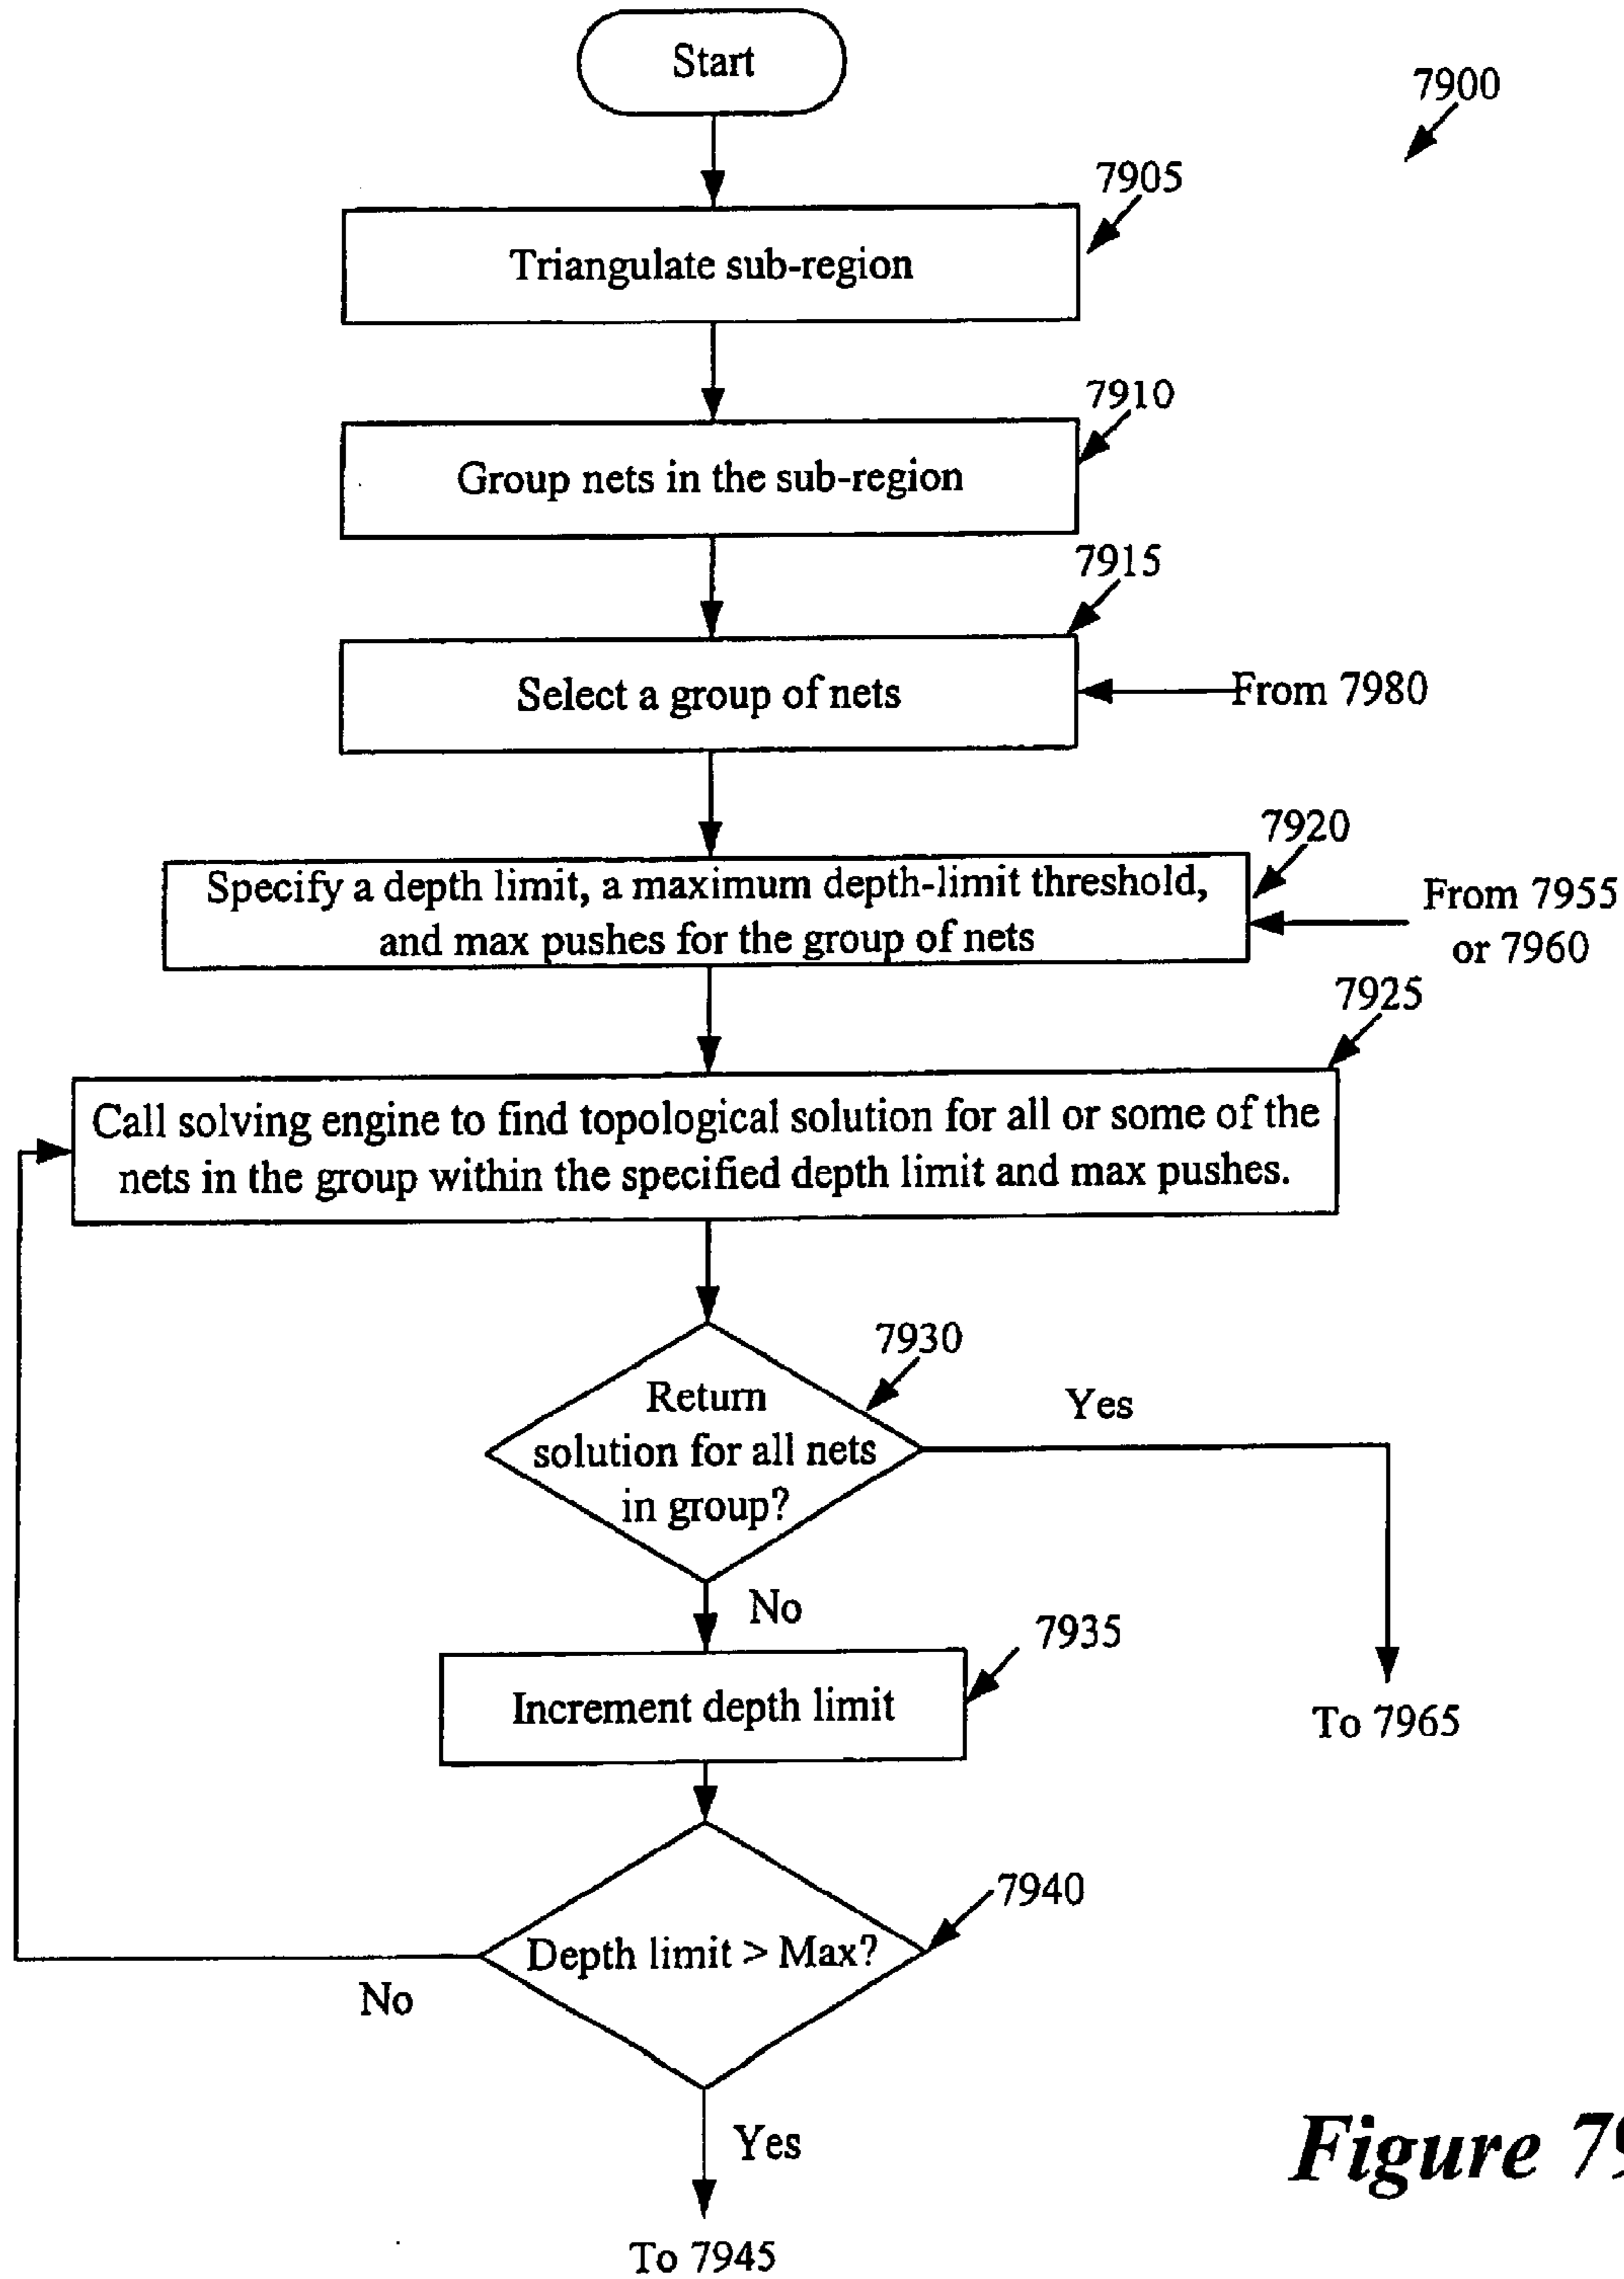 Start
7900
7905
Triangulate sub-region
7910
Group nets in the sub-region
7915
Select a group of nets
From 7980
7920
Specify a depth limit, a maximum depth-limit threshold,
and max pushes for the group of nets
From 7955
or 7960
7925
Call solving engine to find topological solution for all or some of the
nets in the group within the specified depth limit and max pushes.
7930
Return
solution for all nets
in group?
Yes
No
7935
Increment depth limit
To 7965
7940
Depth limit > Max?
No
Yes
To 7945
Figure 79